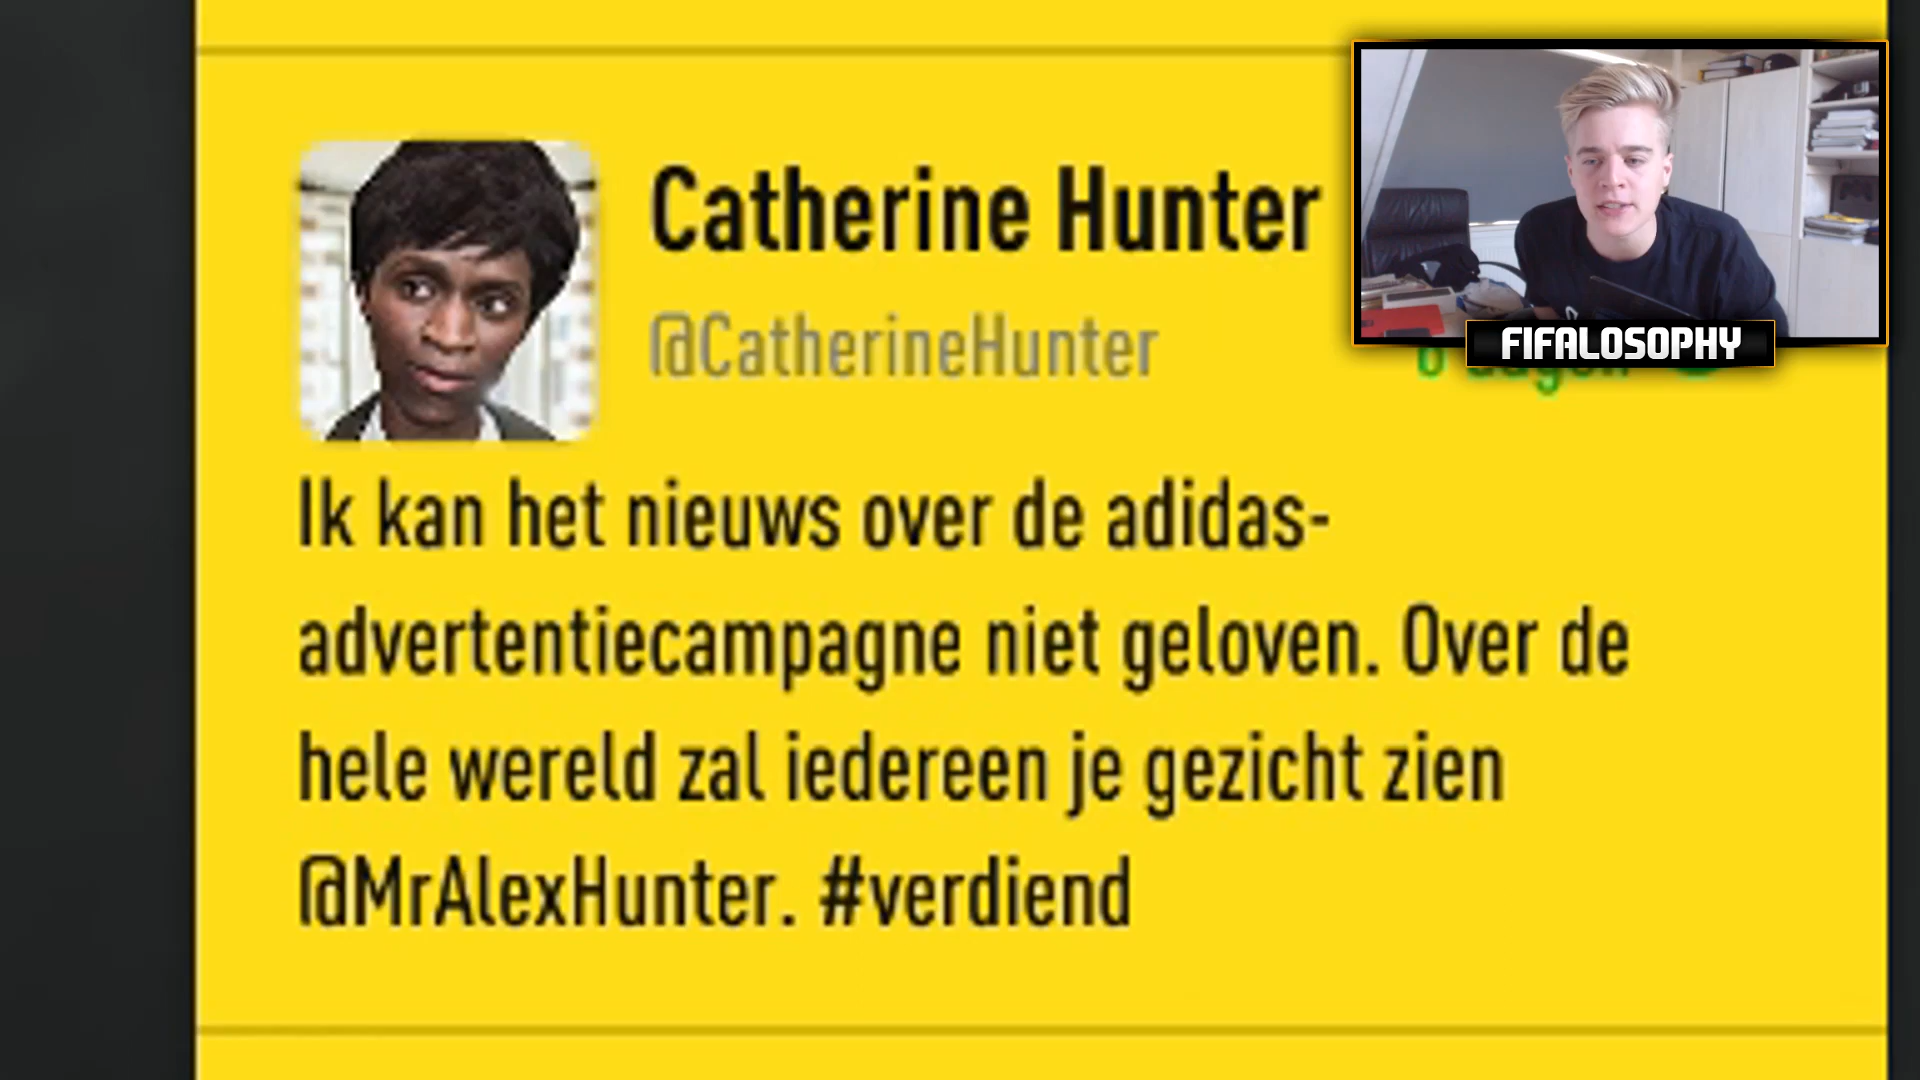 Catherine Hunter
@CatherineHunter
FIFALOSOPHY
Ik kan het nieuws over de adidas-
advertentiecampagne niet geloven. Over de
hele wereld zal iedereen je gezicht zien
@MrAlexHunter. #verdiend